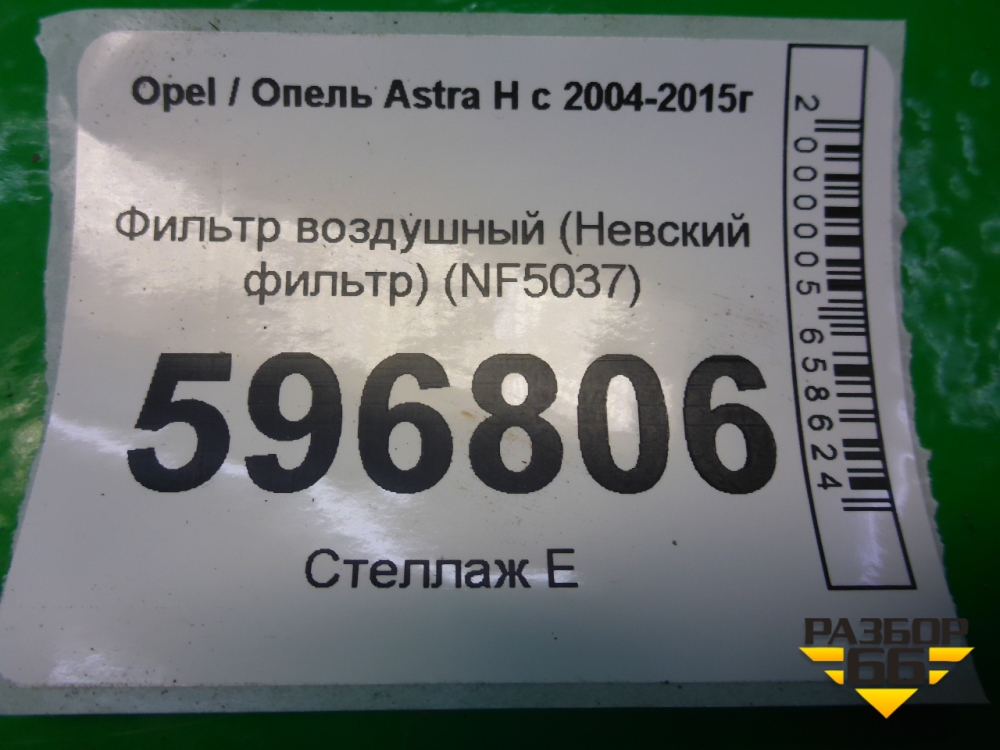 Opel / Опель Astra H с 2004-2015г
Фильтр воздушный (Невский
фильтр) (NF5037)
596806
Стеллаж Е
2000005658624
РАЗБОР
66